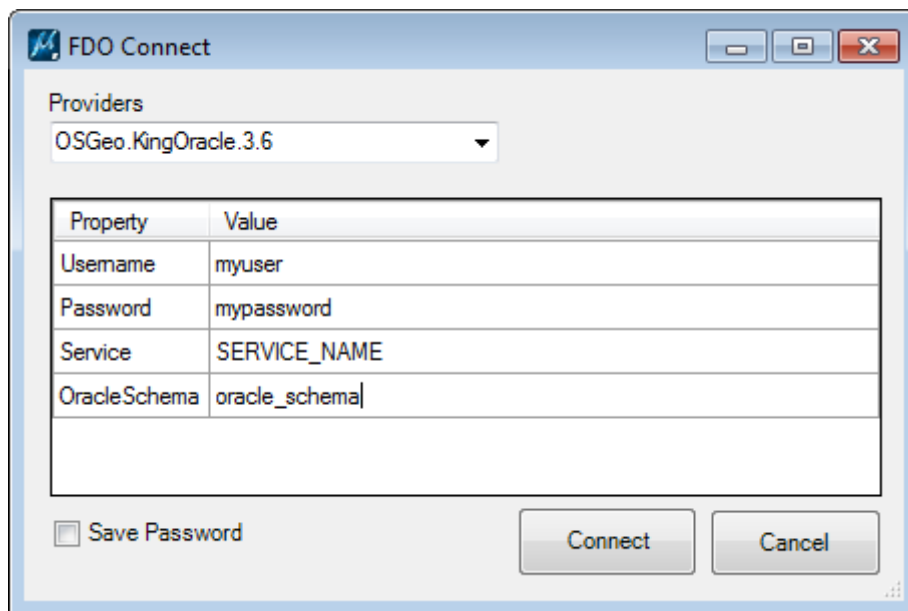 FDO Connect
Providers
OSGeo.KingOracle.3.6
Property Value
Username myuser
Password mypassword
Service SERVICE_NAME
OracleSchema oracle_schema
Save Password
Connect Cancel